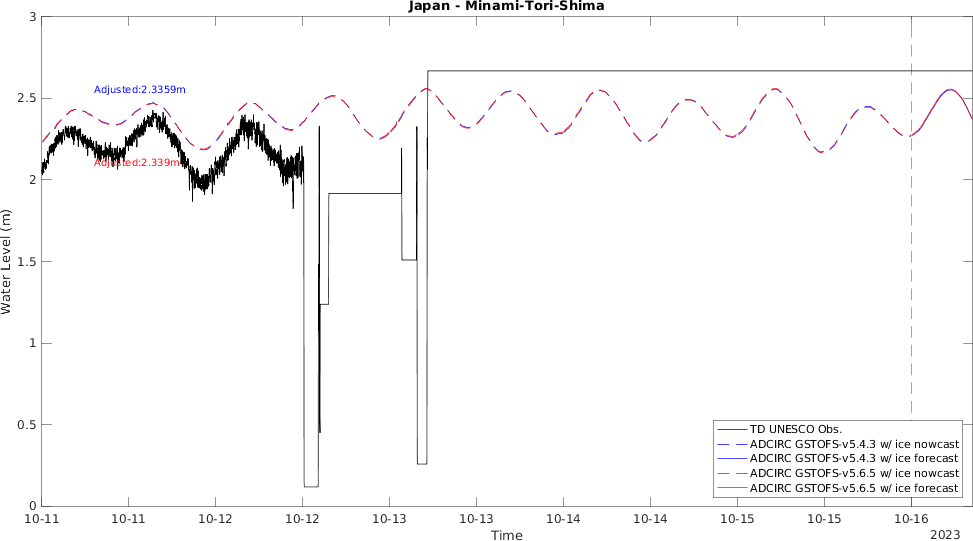 Japan - Minami-Tori-Shima
3
2.5
2
1.5
1
0.5
0
Water Level (m)
Adjusted:2.3359m
Adjusted:2.339m
TD UNESCO Obs.
ADCIRC GSTOFS-v5.4.3 w/ ice nowcast
ADCIRC GSTOFS-v5.4.3 w/ ice forecast
ADCIRC GSTOFS-v5.6.5 w/ ice nowcast
ADCIRC GSTOFS-v5.6.5 w/ ice forecast
10-11 10-11 10-12 10-12 10-13 10-13 10-14 10-14 10-15 10-15 10-16
Time
2023